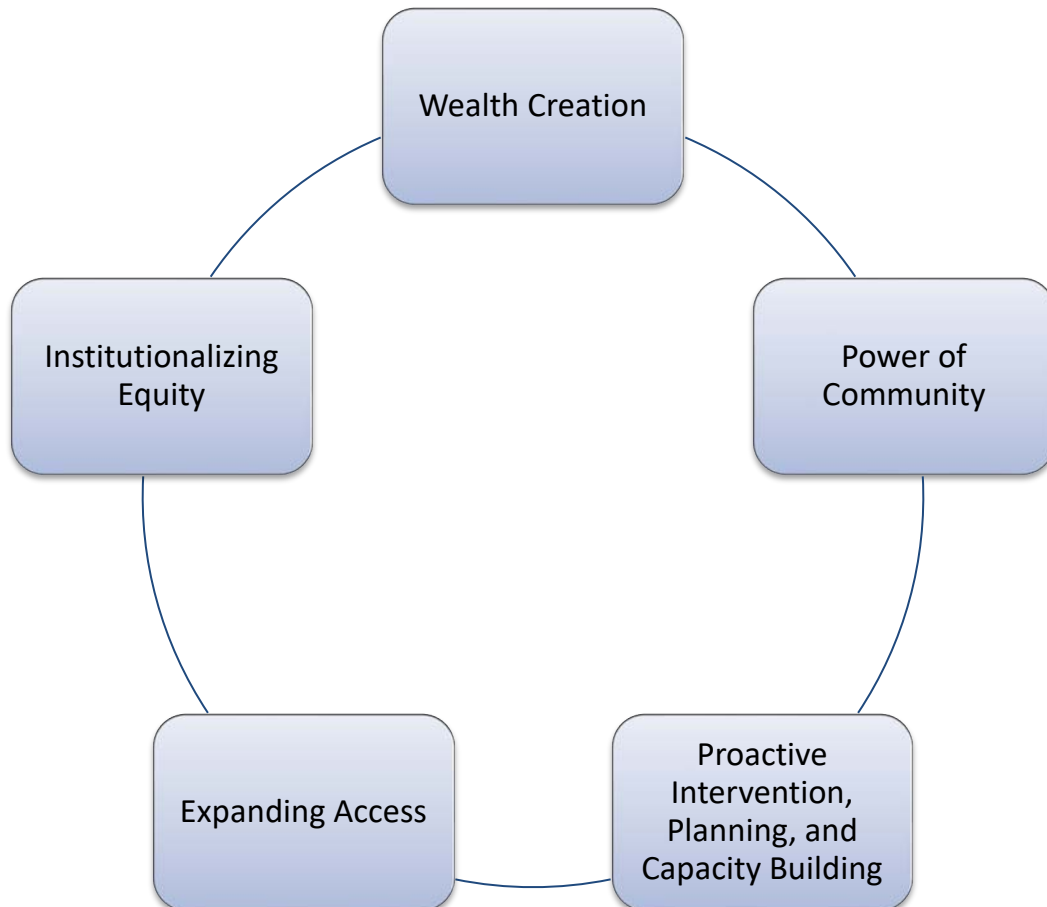 Wealth Creation
Institutionalizing
Equity
Power of
Community
Expanding Access
Proactive
Intervention,
Planning, and
Capacity Building